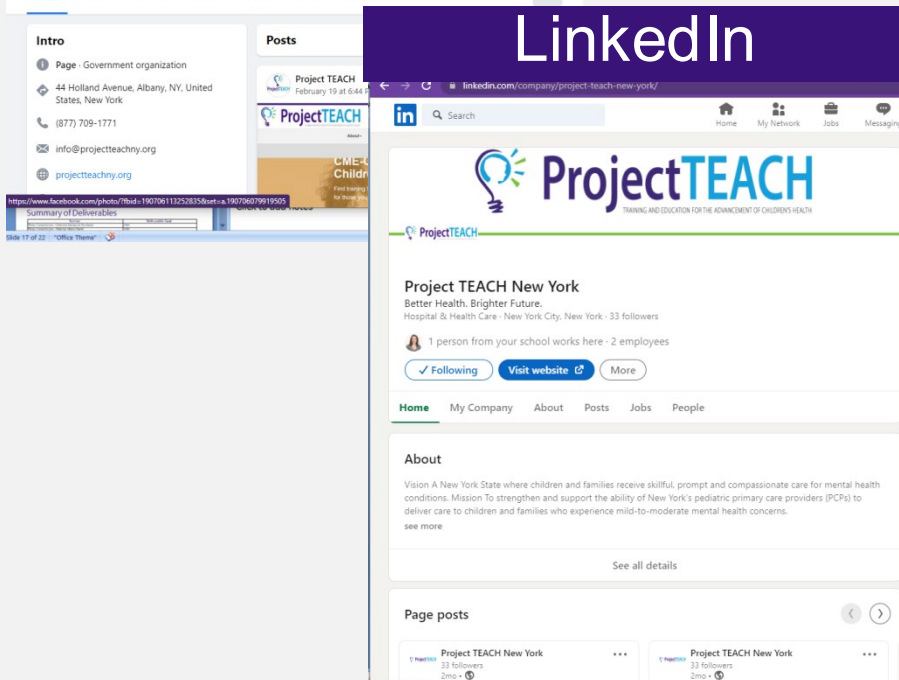 Intro
Page · Government organization
44 Holland Avenue, Albany, NY, United
States, New York
(877) 709-1771
info@projectteachny.org
projectteachny.org
https://www.facebook.com/photo/?fbid=190706113252835&set=a.190706079919505
Summary of Deliverables
Slide 17 of 22
"Office Theme"
Posts
Project TEACH
February 19 at 6:44
ProjectTEACH
CME-
Childr
Find training
for those you
LinkedIn
linkedin.com/company/project-teach-new-york/
in
Search
Home
My Network
Jobs
Messaging
ProjectTEACH
TRAINING AND EDUCATION FOR THE ADVANCEMENT OF CHILDREN'S HEALTH
ProjectTEACH
Project TEACH New York
Better Health. Brighter Future.
Hospital & Health Care · New York City, New York · 33 followers
1 person from your school works here · 2 employees
✓ Following
Visit website
More
Home
My Company
About
Posts
Jobs
People
About
Vision A New York State where children and families receive skillful, prompt and compassionate care for mental health
conditions. Mission To strengthen and support the ability of New York's pediatric primary care providers (PCPs) to
deliver care to children and families who experience mild-to-moderate mental health concerns.
see more
See all details
Page posts
Project TEACH New York
33 followers
2mo •
Project TEACH New York
33 followers
2mo •